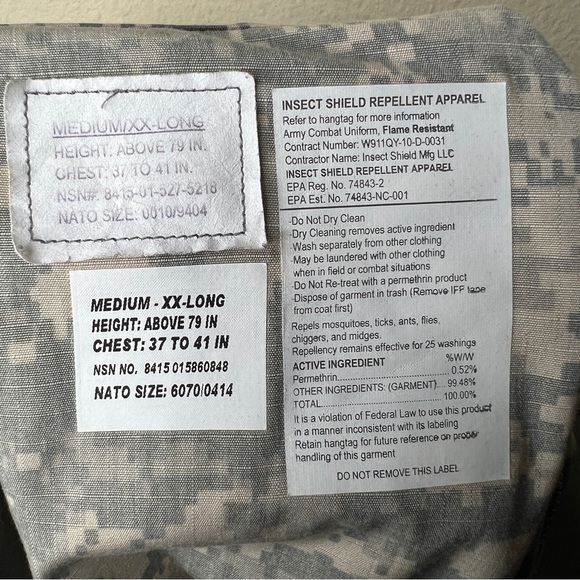 MEDIUM/XX-LONG
HEIGHT: ABOVE 79 IN.
CHEST: 37 TO 41 IN.
NSN#: 8415-01-527-5218
NATO SIZE: 0010/9404
MEDIUM - XX-LONG
HEIGHT: ABOVE 79 IN
CHEST: 37 TO 41 IN
NSN NO. 8415 015860848
NATO SIZE: 6070/0414
INSECT SHIELD REPELLENT APPAREL
Refer to hangtag for more information
Army Combat Uniform, Flame Resistant
Contract Number: W911QY-10-D-0031
Contractor Name: Insect Shield Mfg LLC
INSECT SHIELD REPELLENT APPAREL
EPA Reg. No. 74843-2
EPA Est. No. 74843-NC-001
-Do Not Dry Clean
-Dry Cleaning removes active ingredient
-Wash separately from other clothing
-May be laundered with other clothing
when in field or combat situations
-Do Not Re-treat with a permethrin product
-Dispose of garment in trash (Remove IFF tape
from coat first)
Repels mosquitoes, ticks, ants, flies,
chiggers, and midges.
Repellency remains effective for 25 washings
ACTIVE INGREDIENT %W/W
Permethrin.......................................0.52%
OTHER INGREDIENTS: (GARMENT)....99.48%
TOTAL...........................................100.00%
It is a violation of Federal Law to use this product
in a manner inconsistent with its labeling
Retain hangtag for future reference on proper
handling of this garment
DO NOT REMOVE THIS LABEL